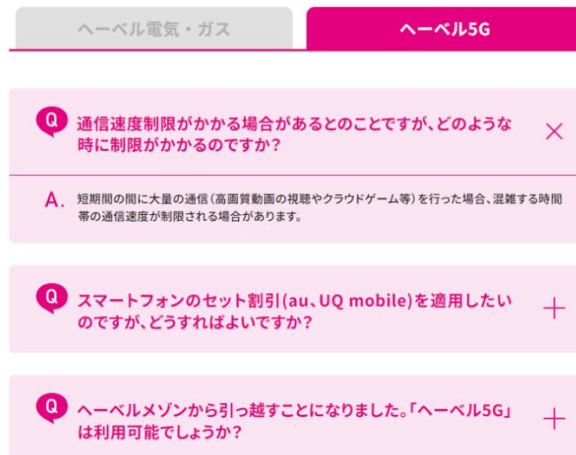 ヘーベル電気・ガス
ヘーベル5G
Q 通信速度制限がかかる場合があるとのことですが、どのような
時に制限がかかるのですか？
A. 短期間の間に大量の通信（高画質動画の視聴やクラウドゲーム等）を行った場合、混雑する時間
帯の通信速度が制限される場合があります。
Q スマートフォンのセット割引(au、UQ mobile)を適用したい
のですが、どうすればよいですか？
Q ヘーベルメゾンから引っ越すことになりました。「ヘーベル5G」
は利用可能でしょうか？